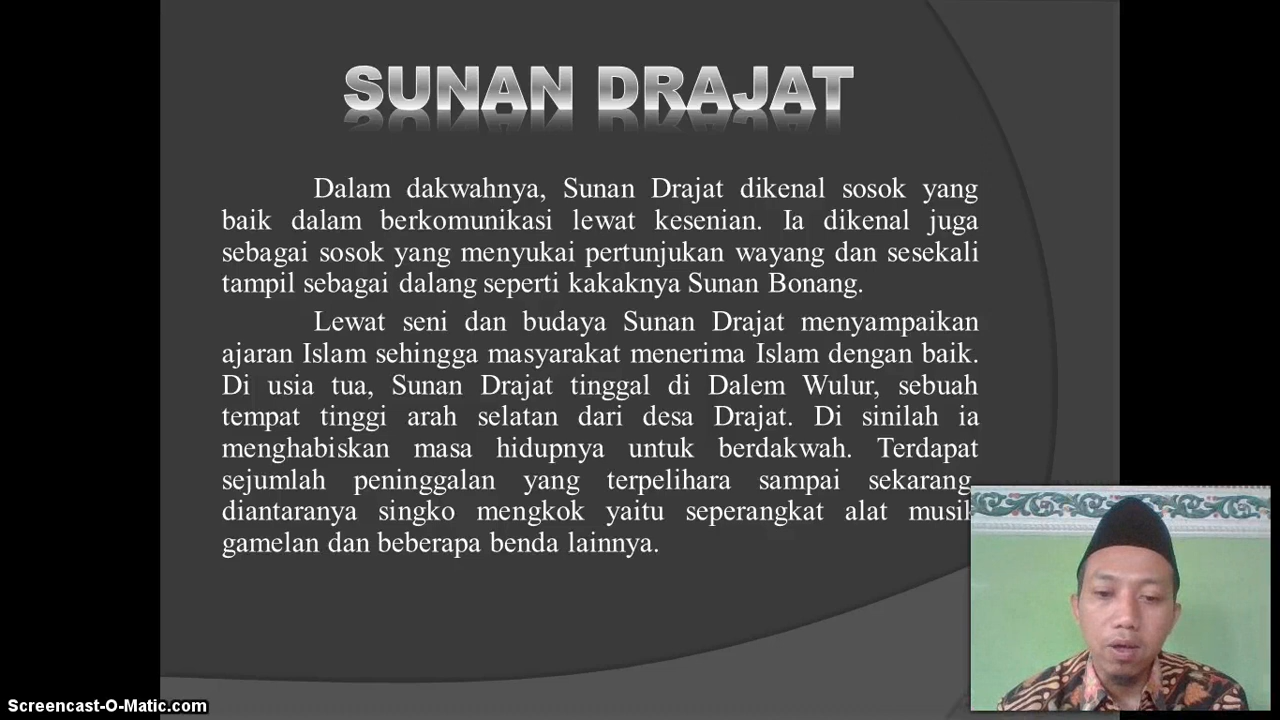 SUNAN DRAJAT
Dalam dakwahnya, Sunan Drajat dikenal sosok yang
baik dalam berkomunikasi lewat kesenian. Ia dikenal juga
sebagai sosok yang menyukai pertunjukan wayang dan sesekali
tampil sebagai dalang seperti kakaknya Sunan Bonang.
Lewat seni dan budaya Sunan Drajat menyampaikan
ajaran Islam sehingga masyarakat menerima Islam dengan baik.
Di usia tua, Sunan Drajat tinggal di Dalem Wulur, sebuah
tempat tinggi arah selatan dari desa Drajat. Di sinilah ia
menghabiskan masa hidupnya untuk berdakwah. Terdapat
sejumlah peninggalan yang terpelihara sampai sekarang,
diantaranya singko mengkok yaitu seperangkat alat musik
gamelan dan beberapa benda lainnya.
Screencast-O-Matic.com